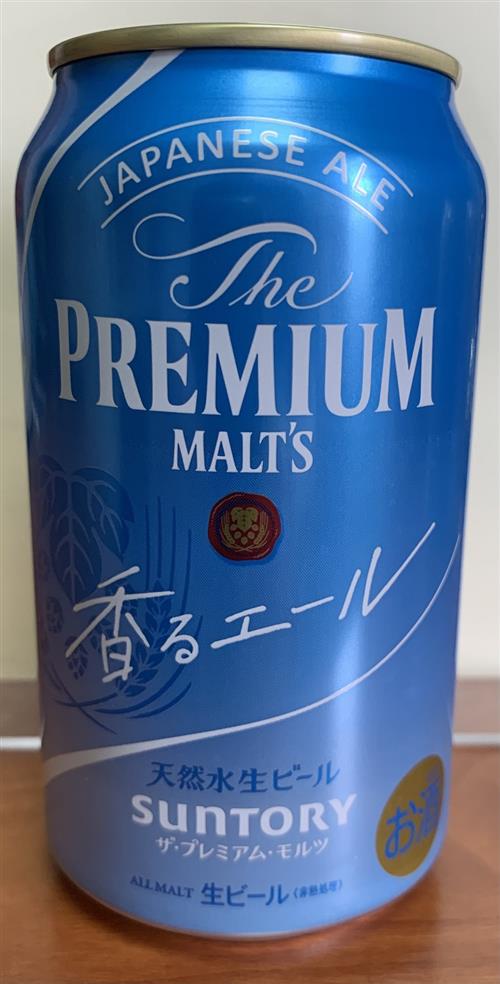 JAPANESE ALE
The
PREMIUM
MALT'S
香るエール
天然水生ビール
SUNTORY
ザ・プレミアム・モルツ
お酒
ALL MALT 生ビール〈非熱処理〉